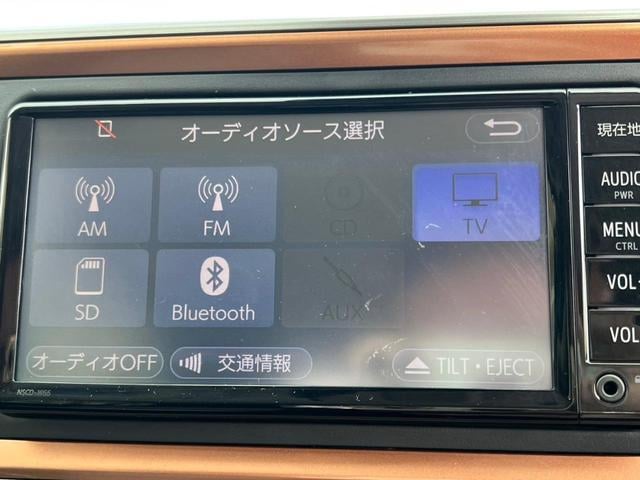 オーディオソース選択
現在地
AM
FM
CD
TV
AUDIO
PWR
SD
Bluetooth
AUX
MENU
CTRL
VOL
オーディオOFF
交通情報
TILT・EJECT
VOL
NSCD-W66